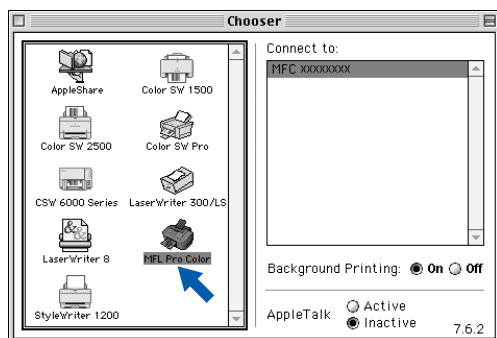 Chooser
AppleShare
Color SW 1500
Color SW 2500
Color SW Pro
CSW 6000 Series
LaserWriter 300/LS
LaserWriter 8
MFL Pro Color
StyleWriter 1200
Connect to:
MFC XXXXXXXX
Background Printing: On Off
AppleTalk
Active
Inactive
7.6.2